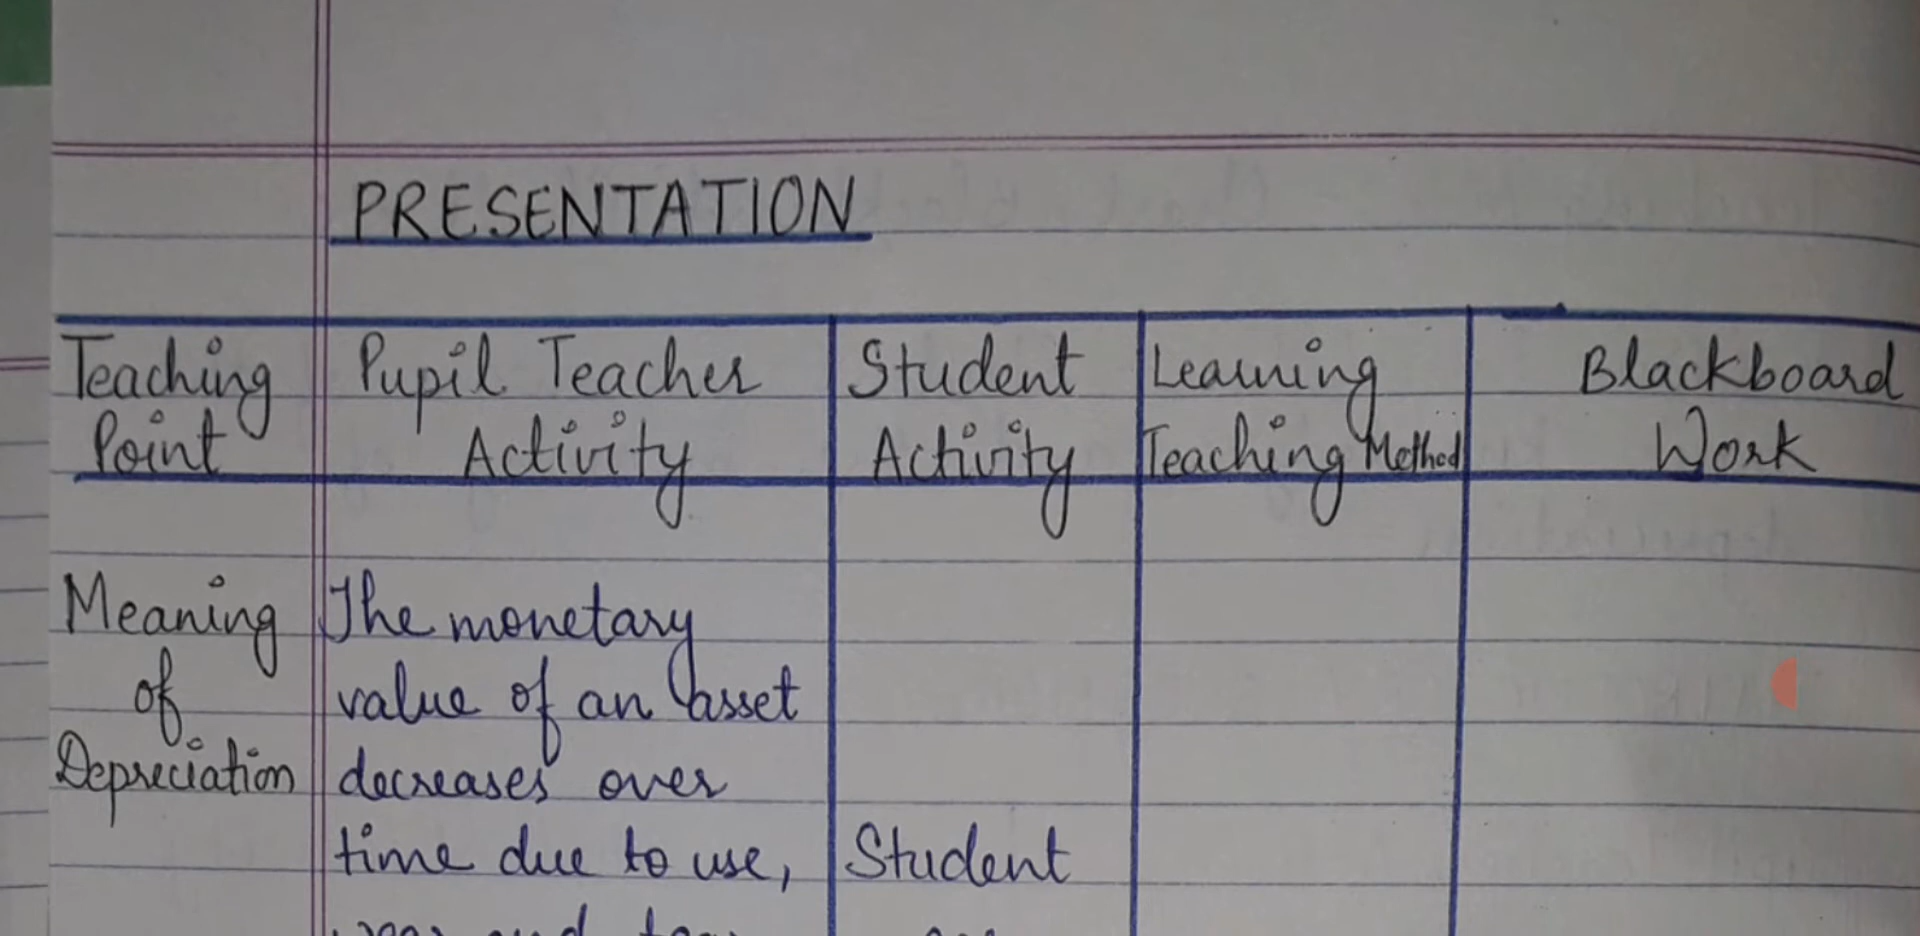 PRESENTATION
Teaching Point
Pupil Teacher Activity
Student Activity
Learning Teaching Method
Blackboard Work
Meaning of Depreciation
The monetary
value of an asset
decreases over
time due to use,
Student